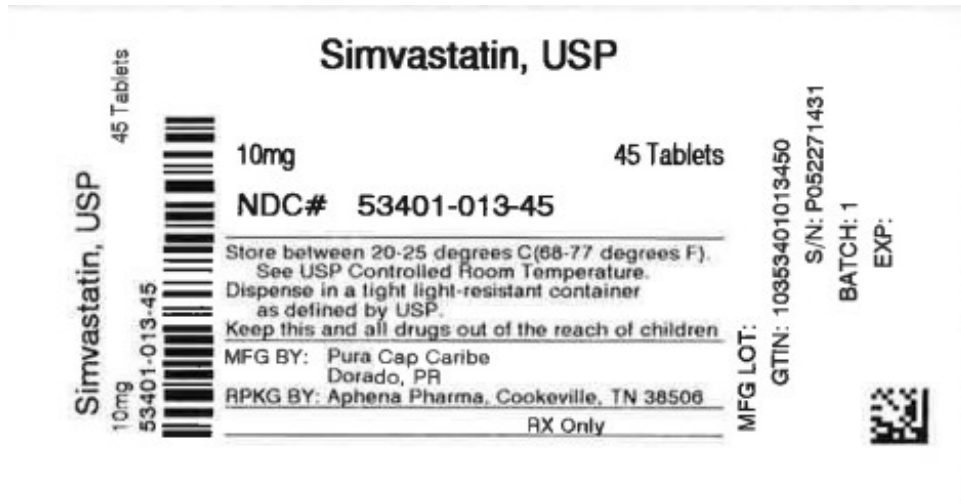 Simvastatin, USP
10mg 45 Tablets
NDC# 53401-013-45
Store between 20-25 degrees C(68-77 degrees F).
See USP Controlled Room Temperature.
Dispense in a tight light-resistant container
as defined by USP.
Keep this and all drugs out of the reach of children
MFG BY: Pura Cap Caribe
Dorado, PR
RPKG BY: Aphena Pharma, Cookeville, TN 38506
RX Only
Simvastatin, USP
10mg 45 Tablets
53401-013-45
MFG LOT:
GTIN: 10353401013450
S/N: P052271431
BATCH: 1
EXP: